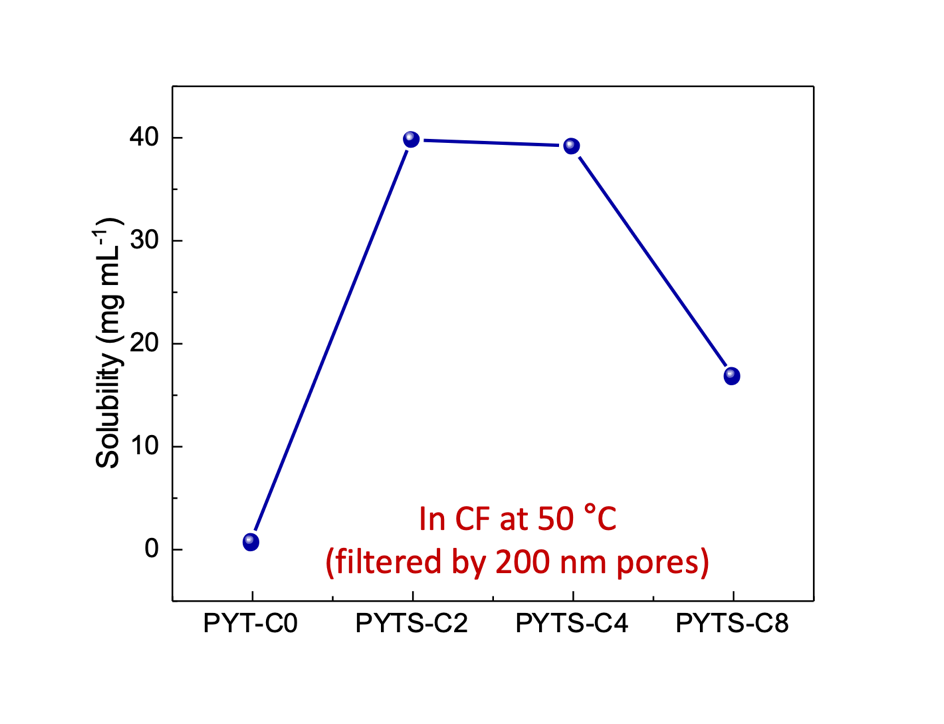 40
30
20
10
0
Solubility (mg mL-1)
In CF at 50 °C
(filtered by 200 nm pores)
PYT-C0 PYTS-C2 PYTS-C4 PYTS-C8